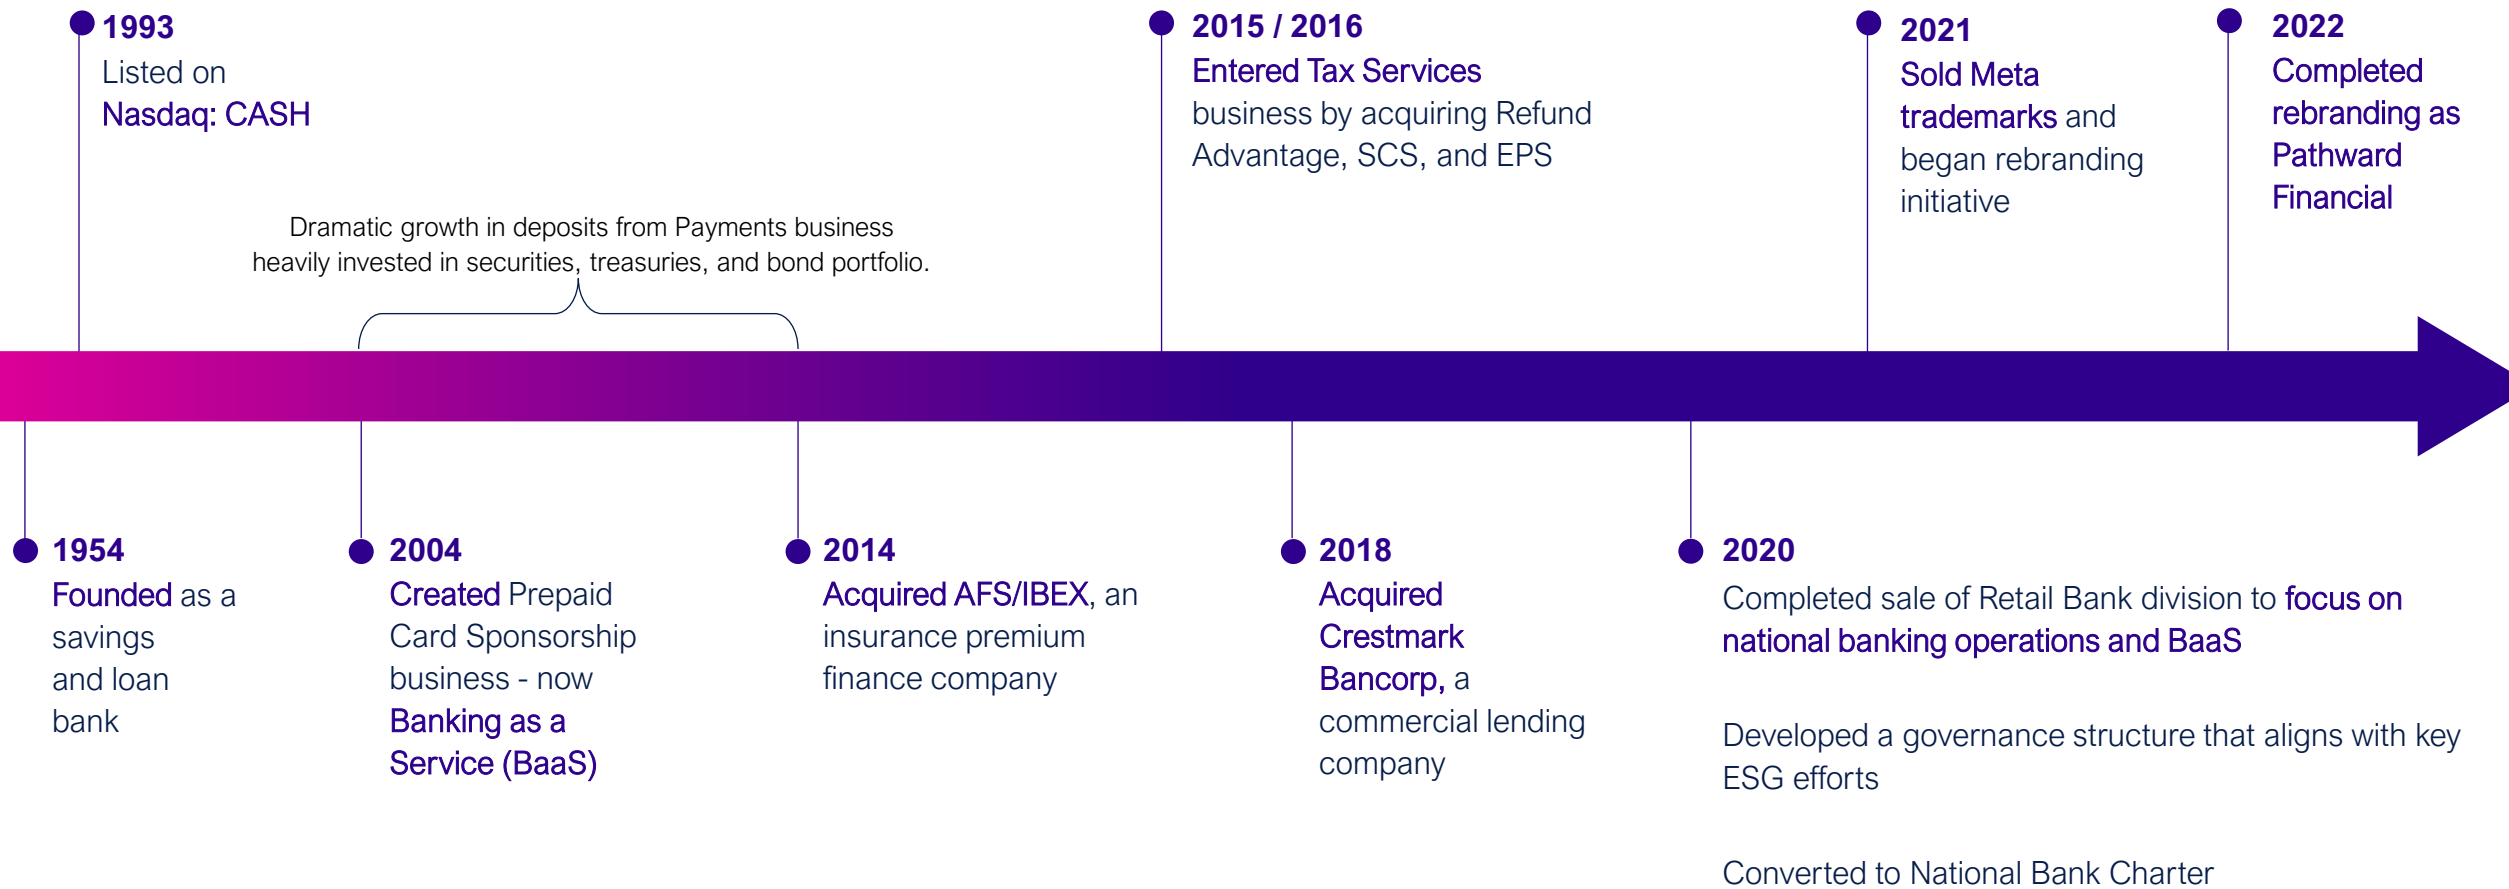 1993
Listed on
Nasdaq: CASH
2015 / 2016
Entered Tax Services
business by acquiring Refund
Advantage, SCS, and EPS
2021
Sold Meta
trademarks and
began rebranding
initiative
2022
Completed
rebranding as
Pathward
Financial
Dramatic growth in deposits from Payments business
heavily invested in securities, treasuries, and bond portfolio.
1954
Founded as a
savings
and loan
bank
2004
Created Prepaid
Card Sponsorship
business - now
Banking as a
Service (BaaS)
2014
Acquired AFS/IBEX, an
insurance premium
finance company
2018
Acquired
Crestmark
Bancorp, a
commercial lending
company
2020
Completed sale of Retail Bank division to focus on
national banking operations and BaaS
Developed a governance structure that aligns with key
ESG efforts
Converted to National Bank Charter